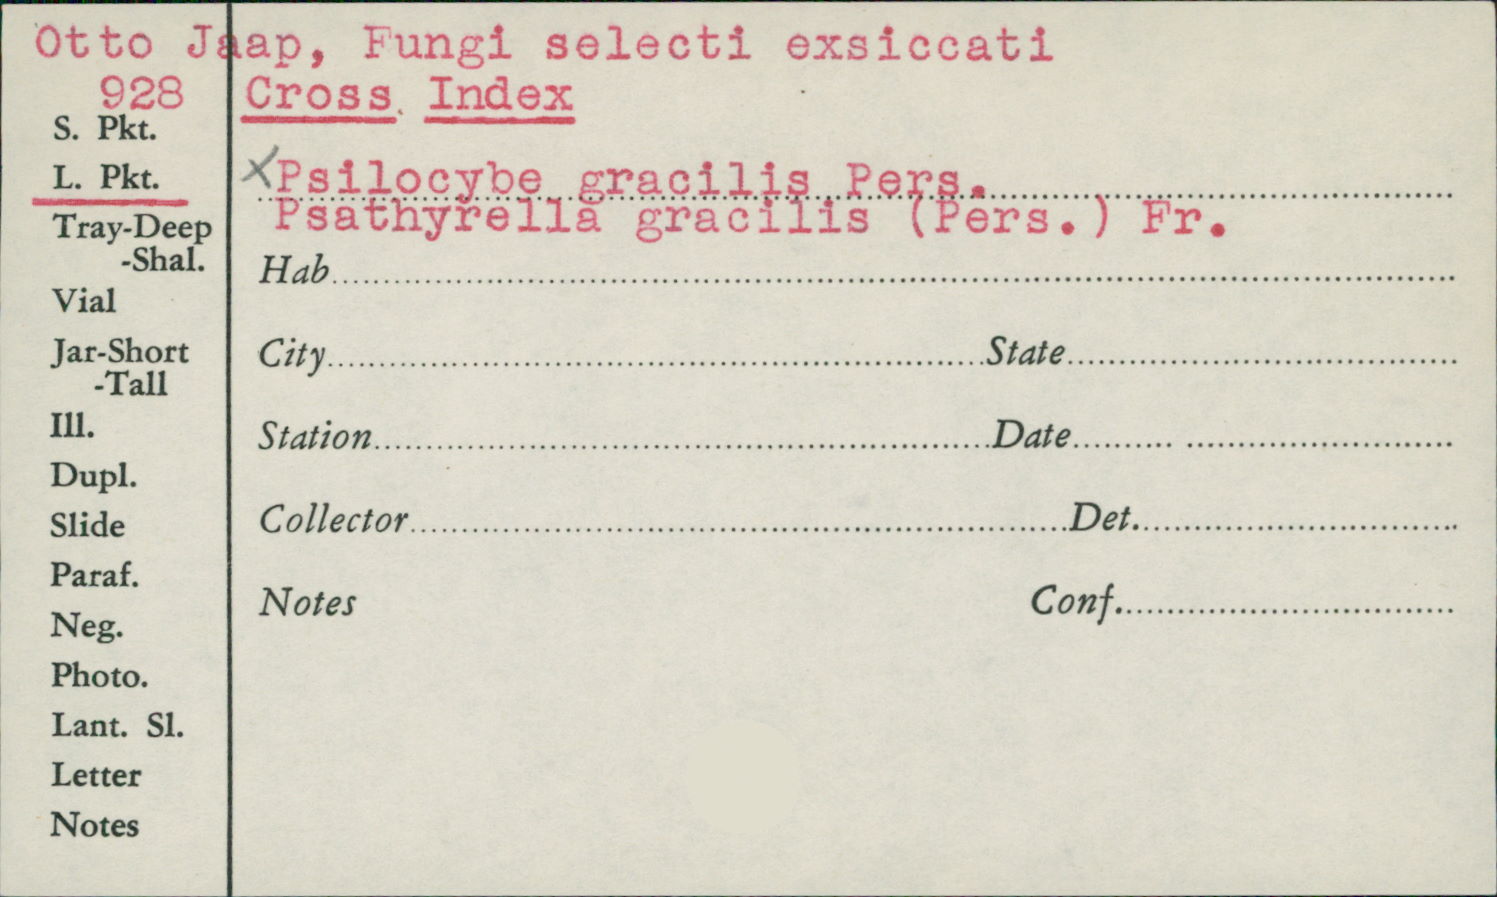 Otto Jaap, Fungi selecti exsiccati
928 Cross Index
S. Pkt.
L. Pkt.
XPsilocybe gracilis Pers.
Psathyrella gracilis (Pers.) Fr.
Tray-Deep
-Shal.
Hab
Vial
Jar-Short
-Tall
City State
Ill.
Station Date
Dupl.
Slide
Collector Det.
Paraf.
Notes Conf.
Neg.
Photo.
Lant. Sl.
Letter
Notes